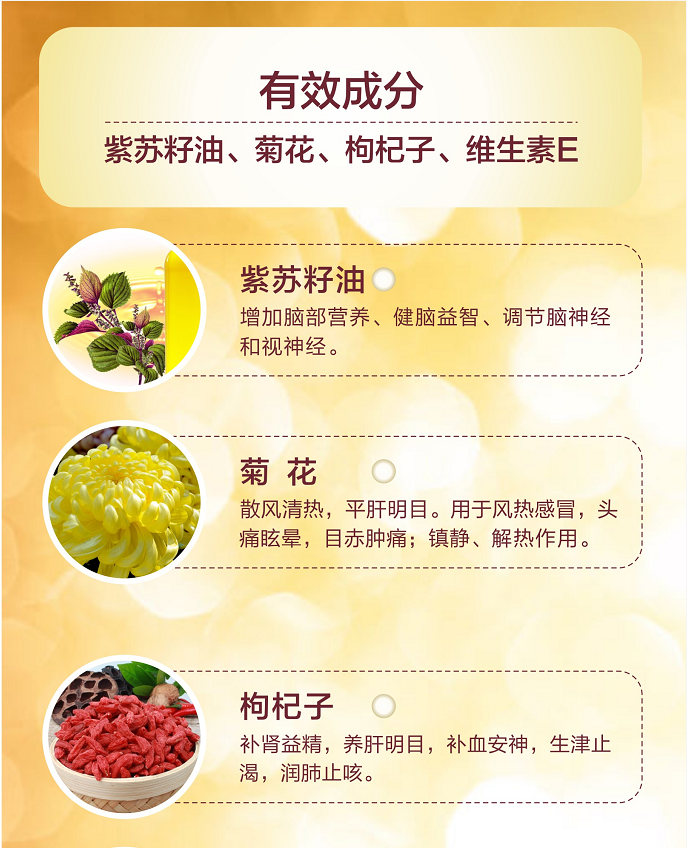 有效成分
紫苏籽油、菊花、枸杞子、维生素E
紫苏籽油
增加脑部营养、健脑益智、调节脑神经
和视神经。
菊 花
散风清热，平肝明目。用于风热感冒，头
痛眩晕，目赤肿痛；镇静、解热作用。
枸杞子
补肾益精，养肝明目，补血安神，生津止
渴，润肺止咳。